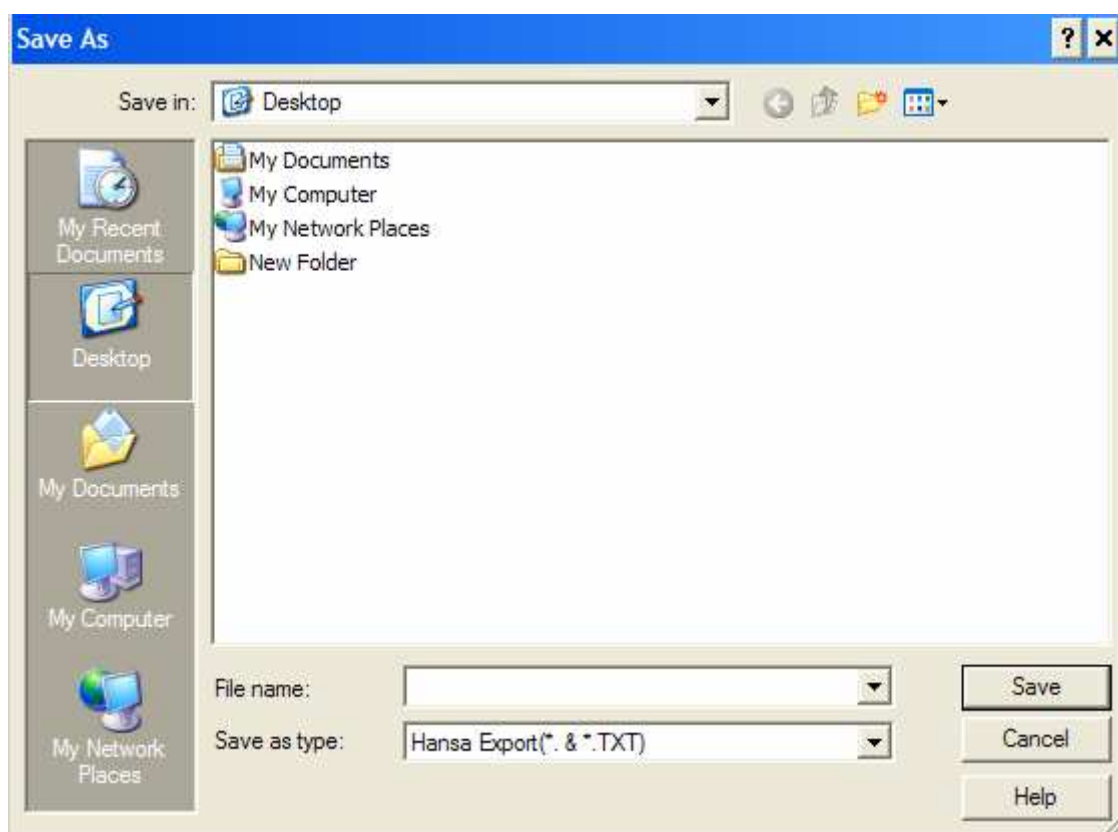 Save As
?
Save in:
Desktop
My Recent
Documents
Desktop
My Documents
My Computer
My Network
Places
My Documents
My Computer
My Network Places
New Folder
File name:
Save
Save as type:
Hansa Export(*. & *.TXT)
Cancel
Help